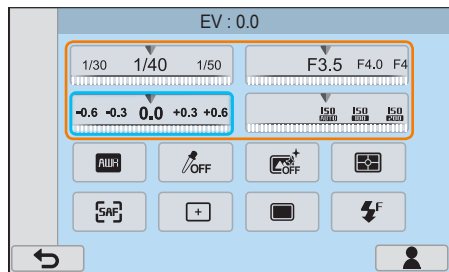 EV : 0.0
1/30 1/40 1/50 F3.5 F4.0 F4
-0.6 -0.3 0.0 +0.3 +0.6 ISO AUTO ISO 100 ISO 200
AWB OFF OFF
SAF F